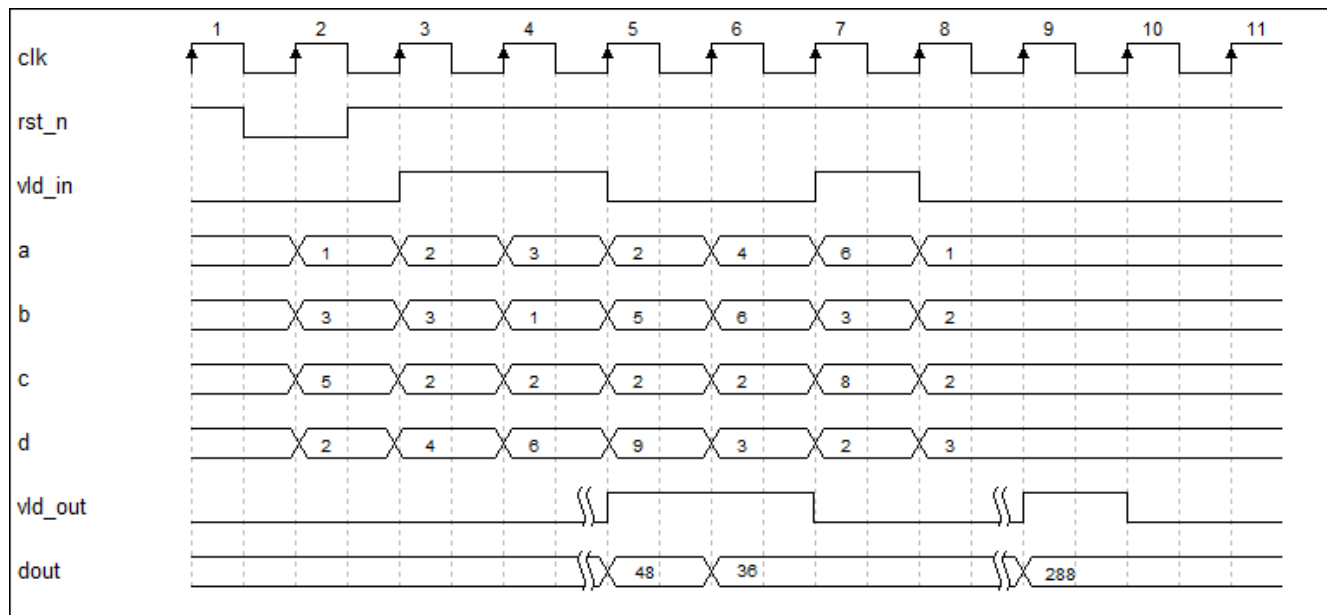 1 2 3 4 5 6 7 8 9 10 11
clk
rst_n
vld_in
a 1 2 3 2 4 6 1
b 3 3 1 5 6 3 2
c 5 2 2 2 2 8 2
d 2 4 6 9 3 2 3
vld_out
dout 48 36 288